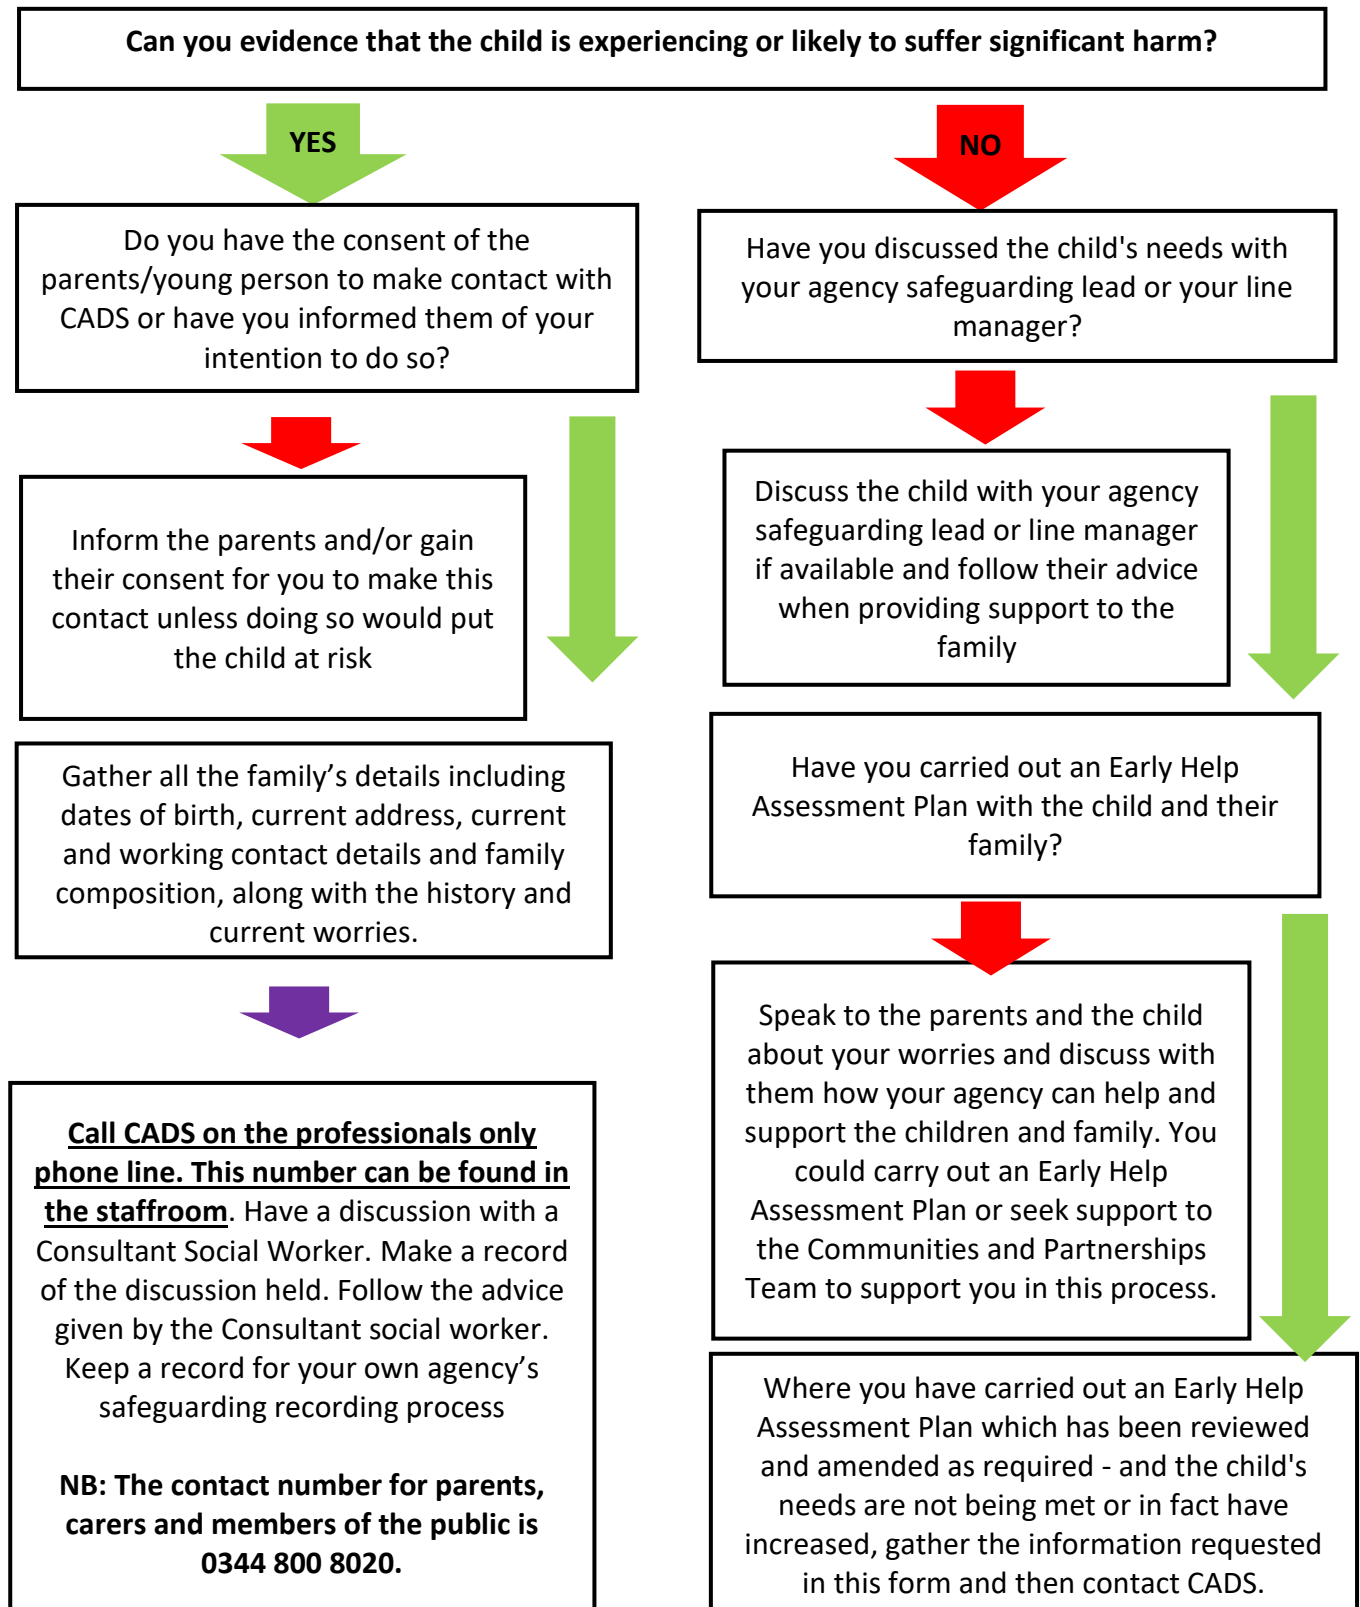 Can you evidence that the child is experiencing or likely to suffer significant harm?
YES
NO
Do you have the consent of the
parents/young person to make contact with
CADS or have you informed them of your
intention to do so?
Inform the parents and/or gain
their consent for you to make this
contact unless doing so would put
the child at risk
Gather all the family’s details including
dates of birth, current address, current
and working contact details and family
composition, along with the history and
current worries.
Call CADS on the professionals only
phone line. This number can be found in
the staffroom. Have a discussion with a
Consultant Social Worker. Make a record
of the discussion held. Follow the advice
given by the Consultant social worker.
Keep a record for your own agency’s
safeguarding recording process
NB: The contact number for parents,
carers and members of the public is
0344 800 8020.
Have you discussed the child's needs with
your agency safeguarding lead or your line
manager?
Discuss the child with your agency
safeguarding lead or line manager
if available and follow their advice
when providing support to the
family
Have you carried out an Early Help
Assessment Plan with the child and their
family?
Speak to the parents and the child
about your worries and discuss with
them how your agency can help and
support the children and family. You
could carry out an Early Help
Assessment Plan or seek support to
the Communities and Partnerships
Team to support you in this process.
Where you have carried out an Early Help
Assessment Plan which has been reviewed
and amended as required - and the child's
needs are not being met or in fact have
increased, gather the information requested
in this form and then contact CADS.